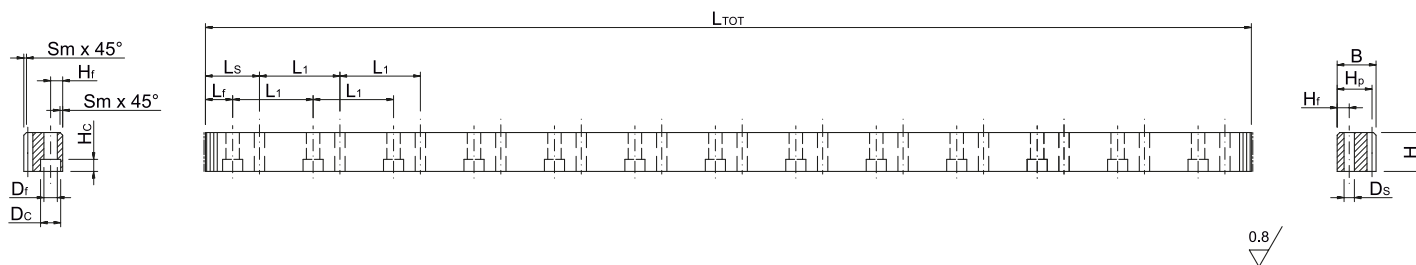 LTOT
Sm x 45°
Hf
Sm x 45°
Hc
Df
Dc
Ls
L1
L1
Lf
L1
L1
B
Hp
Hf
H
Ds
0.8